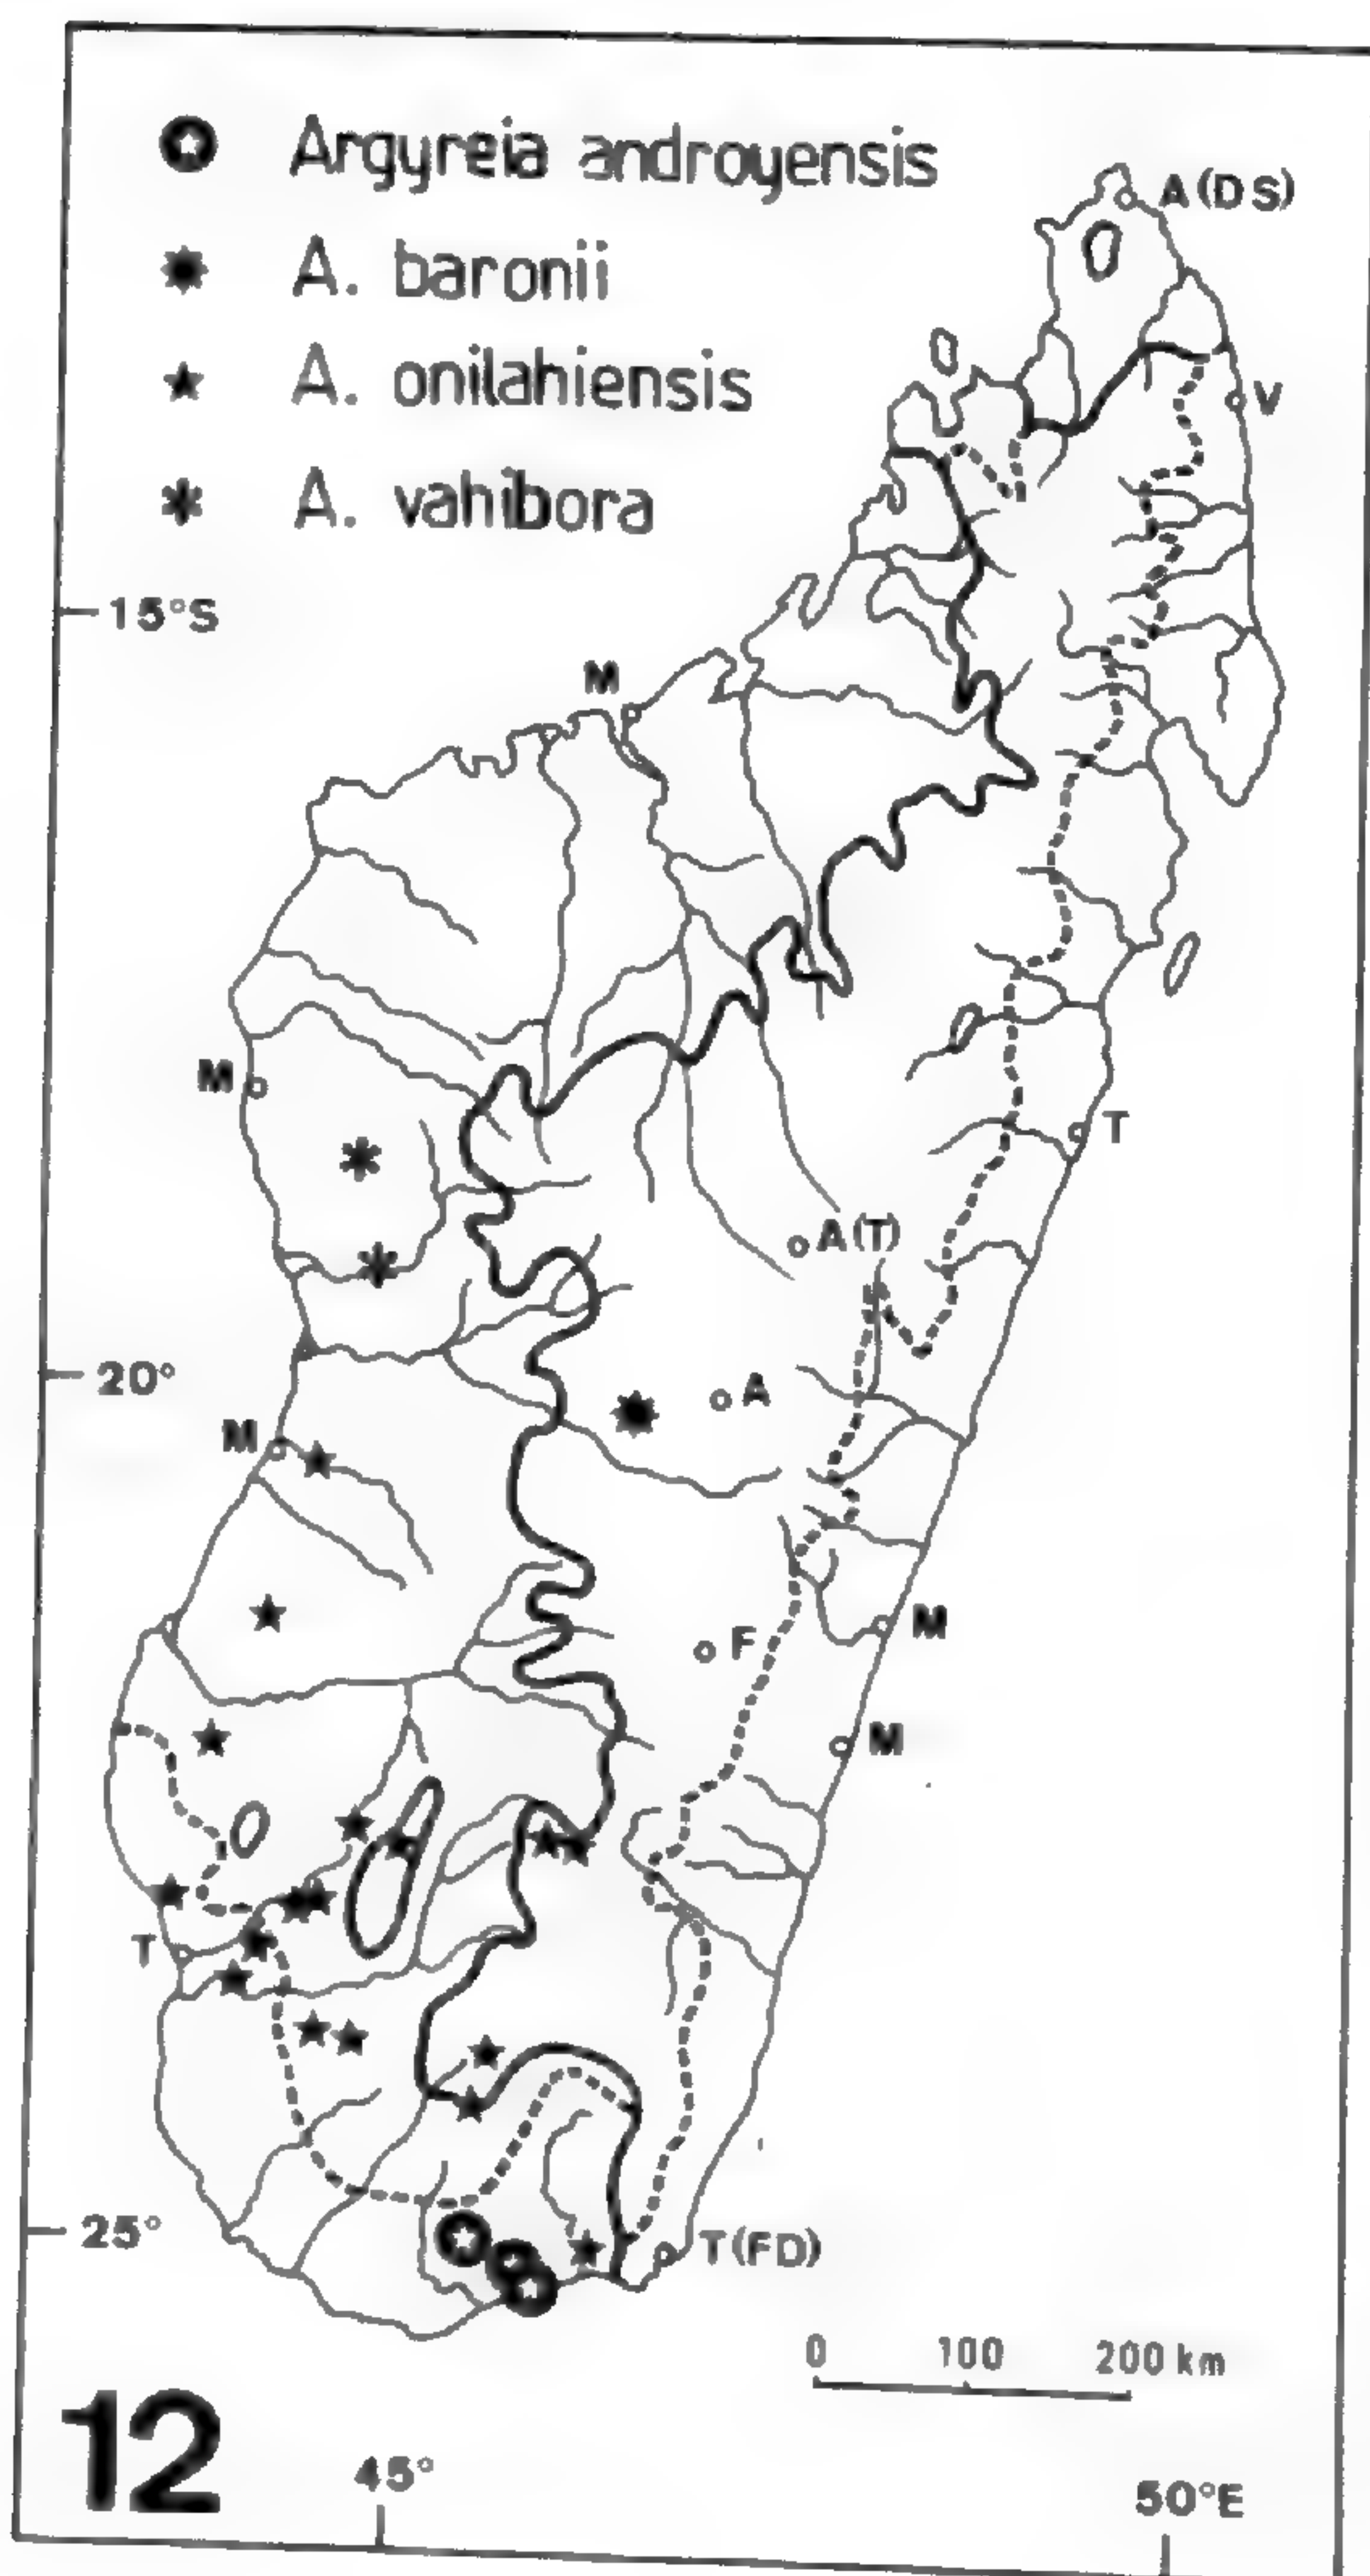 Argyreia androyensis
A. baronii
A. onilahiensis
A. vahibora
A (DS)
V
15°S
M
M
T
A (T)
20°
A
M
F
M
M
T
25°
T (FD)
0 100 200 km
12
45°
50°E